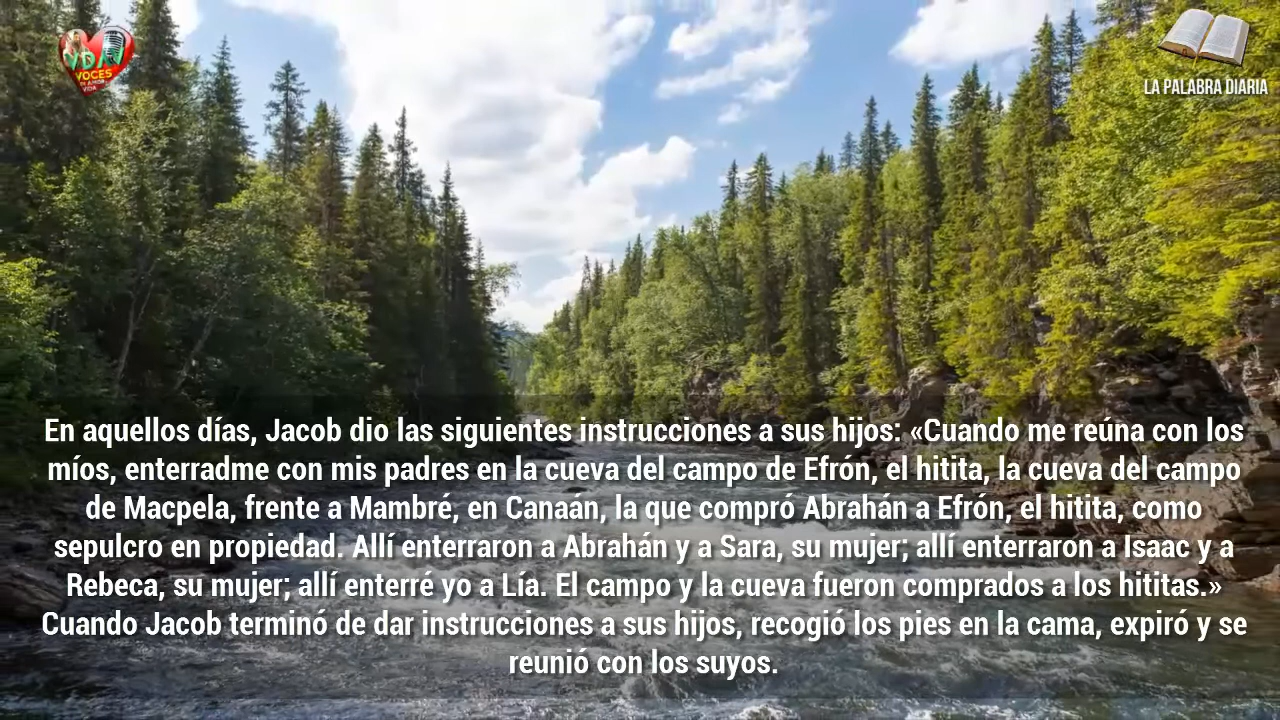 VDAV
VOCES
DE AMOR
VIDA
LA PALABRA DIARIA
En aquellos días, Jacob dio las siguientes instrucciones a sus hijos: «Cuando me reúna con los
míos, enterradme con mis padres en la cueva del campo de Efrón, el hitita, la cueva del campo
de Macpela, frente a Mambré, en Canaán, la que compró Abrahán a Efrón, el hitita, como
sepulcro en propiedad. Allí enterraron a Abrahán y a Sara, su mujer; allí enterraron a Isaac y a
Rebeca, su mujer; allí enterré yo a Lía. El campo y la cueva fueron comprados a los hititas.»
Cuando Jacob terminó de dar instrucciones a sus hijos, recogió los pies en la cama, expiró y se
reunió con los suyos.